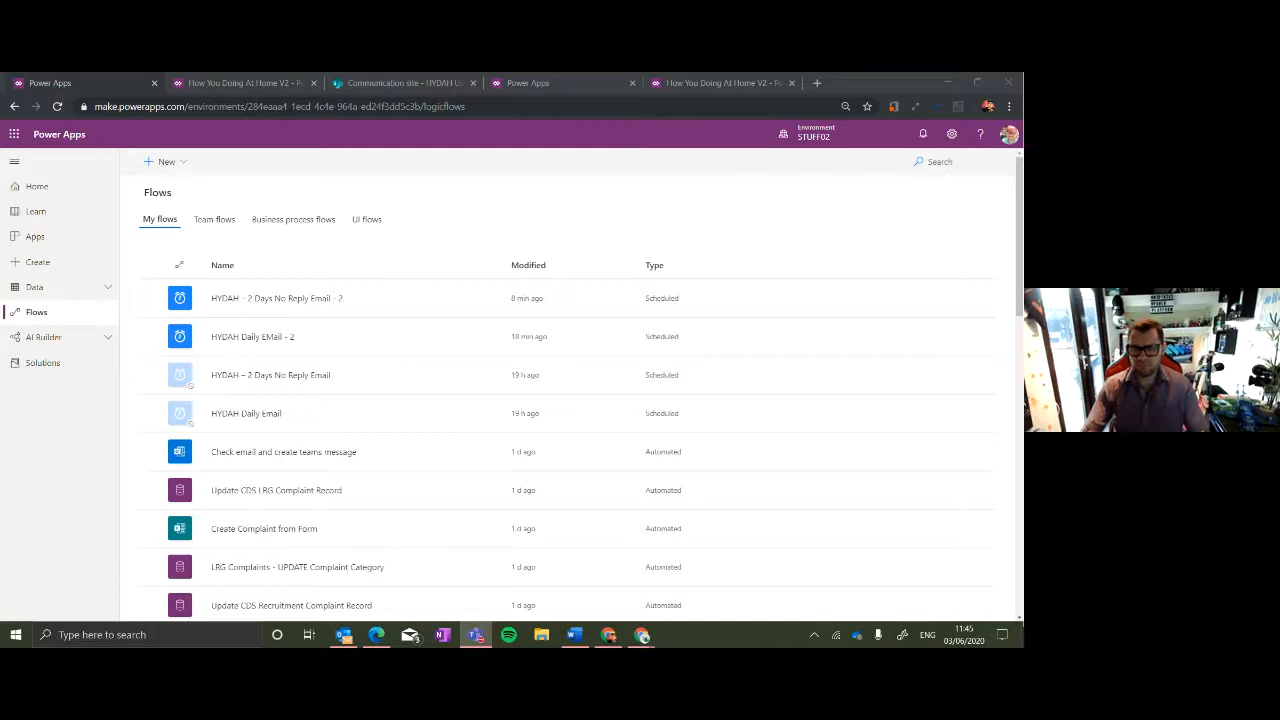 Power Apps
How You Doing At Home V2 - Po
Communication site - HYDAH U
Power Apps
How You Doing At Home V2 - Po
make.powerapps.com/environments/284eaaa4-1ecd-4c4e-964a-ed24f3dd5c3b/logicflows
Power Apps
Environment
STUFF02
New
Search
Home
Learn
Apps
Create
Data
Flows
AI Builder
Solutions
Flows
My flows Team flows Business process flows UI flows
Name Modified Type
HYDAH – 2 Days No Reply Email - 2 8 min ago Scheduled
HYDAH Daily EMail - 2 18 min ago Scheduled
HYDAH – 2 Days No Reply Email 19 h ago Scheduled
HYDAH Daily Email 19 h ago Scheduled
Check email and create teams message 1 d ago Automated
Update CDS LRG Complaint Record 1 d ago Automated
Create Complaint from Form 1 d ago Automated
LRG Complaints - UPDATE Complaint Category 1 d ago Automated
Update CDS Recruitment Complaint Record 1 d ago Automated
Type here to search
3
ENG
11:45
03/06/2020